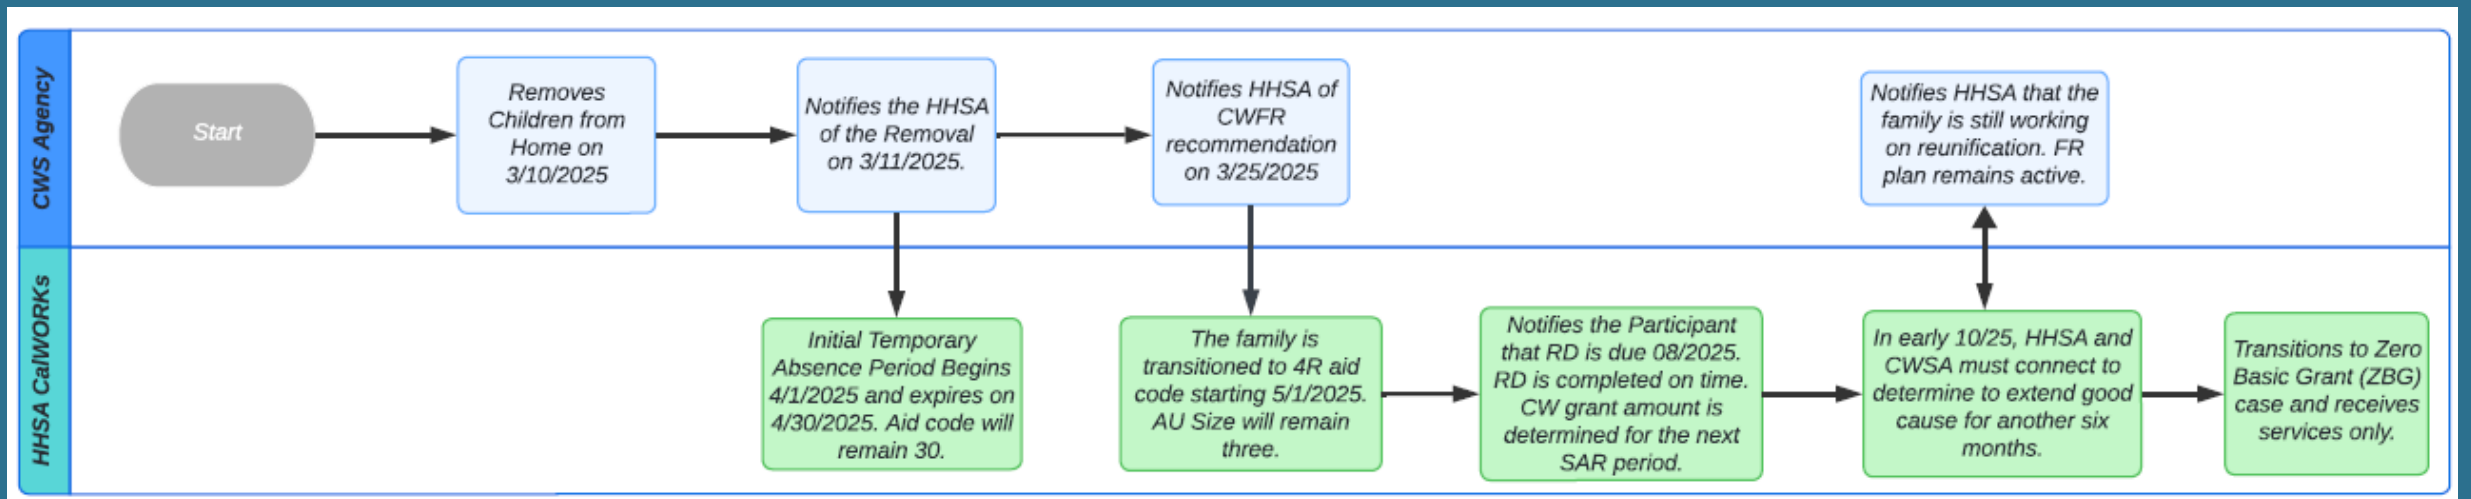 CWS Agency
Start
Removes
Children from
Home on
3/10/2025
Notifies the HHSA
of the Removal
on 3/11/2025.
Notifies HHSA of
CWFR
recommendation
on 3/25/2025
Notifies HHSA that the
family is still working
on reunification. FR
plan remains active.
HHSA CalWORKs
Initial Temporary
Absence Period Begins
4/1/2025 and expires on
4/30/2025. Aid code will
remain 30.
The family is
transitioned to 4R aid
code starting 5/1/2025.
AU Size will remain
three.
Notifies the Participant
that RD is due 08/2025.
RD is completed on time.
CW grant amount is
determined for the next
SAR period.
In early 10/25, HHSA and
CWSA must connect to
determine to extend good
cause for another six
months.
Transitions to Zero
Basic Grant (ZBG)
case and receives
services only.